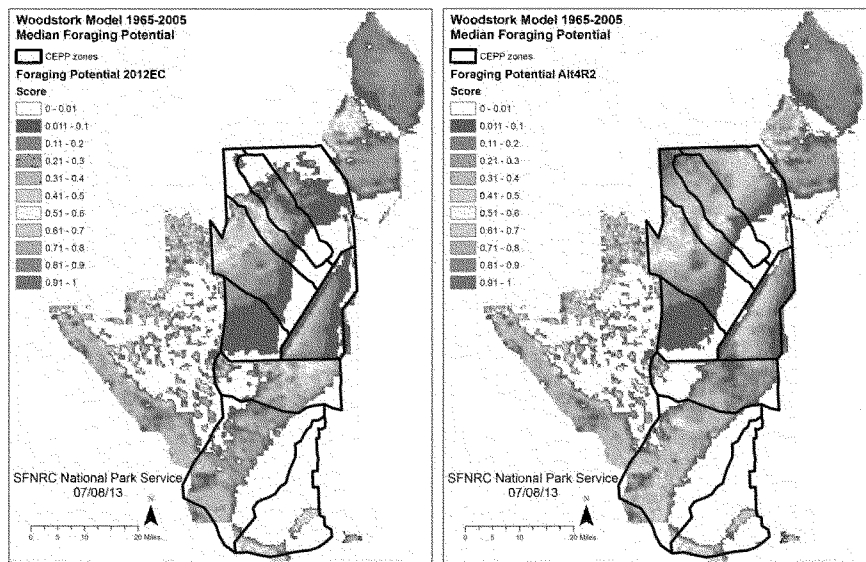 Woodstork Model 1965-2005
Median Foraging Potential
CEPP zones
Foraging Potential 2012EC
Score
0 - 0.01
0.011 - 0.1
0.11 - 0.2
0.21 - 0.3
0.31 - 0.4
0.41 - 0.5
0.51 - 0.6
0.61 - 0.7
0.71 - 0.8
0.81 - 0.9
0.91 - 1
SFNRC National Park Service
07/08/13
N
0 5 10 20 Miles
Woodstork Model 1965-2005
Median Foraging Potential
CEPP zones
Foraging Potential Alt4R2
Score
0 - 0.01
0.011 - 0.1
0.11 - 0.2
0.21 - 0.3
0.31 - 0.4
0.41 - 0.5
0.51 - 0.6
0.61 - 0.7
0.71 - 0.8
0.81 - 0.9
0.91 - 1
SFNRC National Park Service
07/08/13
N
0 5 10 20 Miles